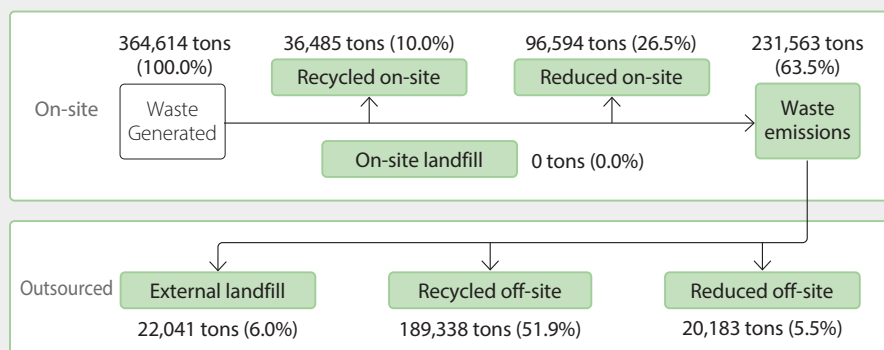 364,614 tons
(100.0%)
36,485 tons (10.0%)
96,594 tons (26.5%)
231,563 tons
(63.5%)
Recycled on-site
Reduced on-site
On-site
Waste
Generated
Waste
emissions
On-site landfill
0 tons (0.0%)
Outsourced
External landfill
Recycled off-site
Reduced off-site
22,041 tons (6.0%)
189,338 tons (51.9%)
20,183 tons (5.5%)